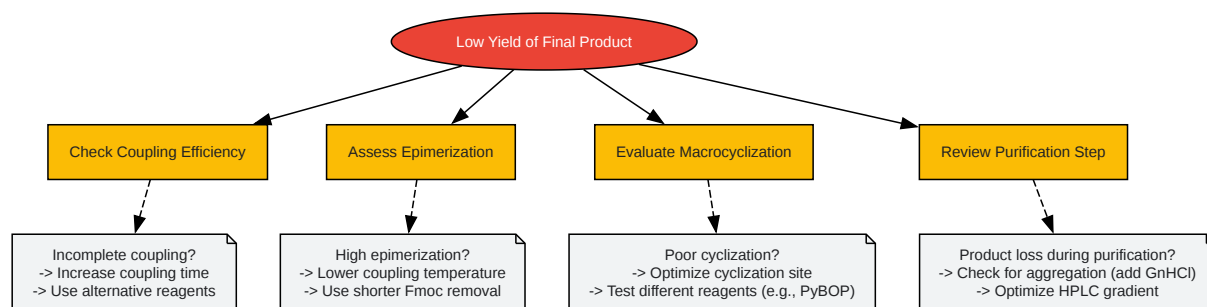 Low Yield of Final Product
Check Coupling Efficiency
Assess Epimerization
Evaluate Macrocyclization
Review Purification Step
Incomplete coupling?
-> Increase coupling time
-> Use alternative reagents
High epimerization?
-> Lower coupling temperature
-> Use shorter Fmoc removal
Poor cyclization?
-> Optimize cyclization site
-> Test different reagents (e.g., PyBOP)
Product loss during purification?
-> Check for aggregation (add GnHCl)
-> Optimize HPLC gradient